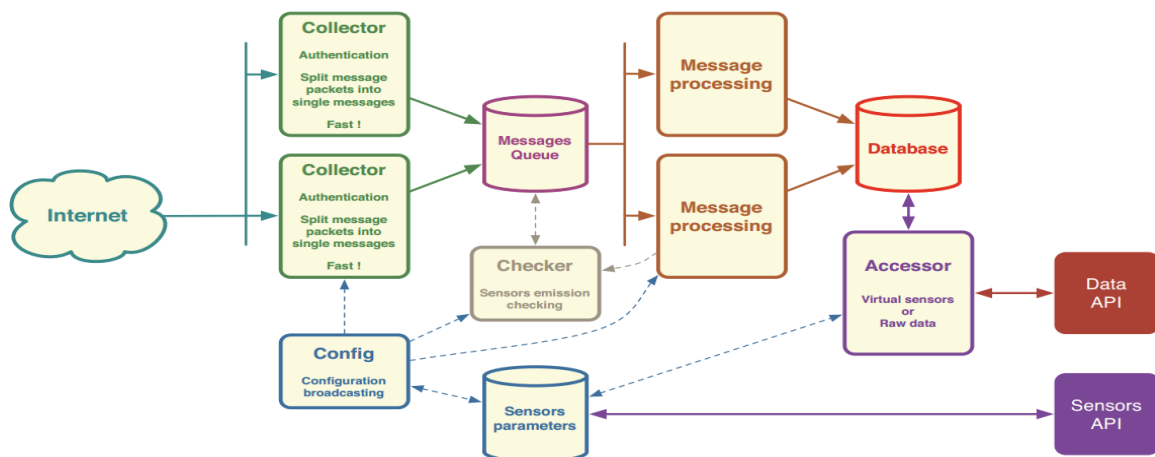 Collector
Authentication
Split message
packets into
single messages
Fast !
Collector
Authentication
Split message
packets into
single messages
Fast !
Internet
Messages
Queue
Message
processing
Message
processing
Database
Checker
Sensors emission
checking
Accessor
Virtual sensors
or
Raw data
Data
API
Config
Configuration
broadcasting
Sensors
parameters
Sensors
API